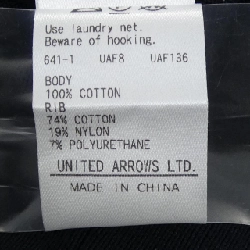 Use laundry net.
Beware of hooking.
641-1 UAF8 UAF136
BODY
100% COTTON
RIB
74% COTTON
19% NYLON
7% POLYURETHANE
UNITED ARROWS LTD.
MADE IN CHINA